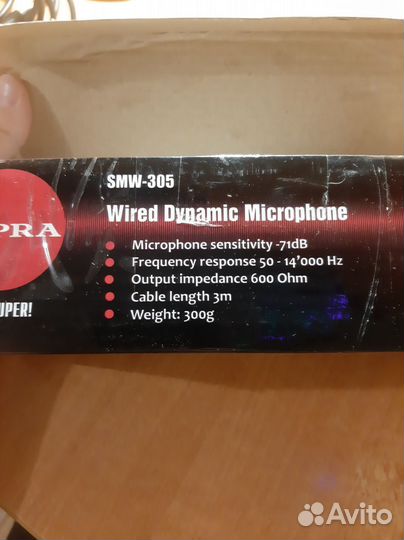 SMW-305
PRA
Wired Dynamic Microphone
Microphone sensitivity -71dB
Frequency response 50 - 14'000 Hz
Output impedance 600 Ohm
Cable length 3m
Weight: 300g
UPER!
Avito